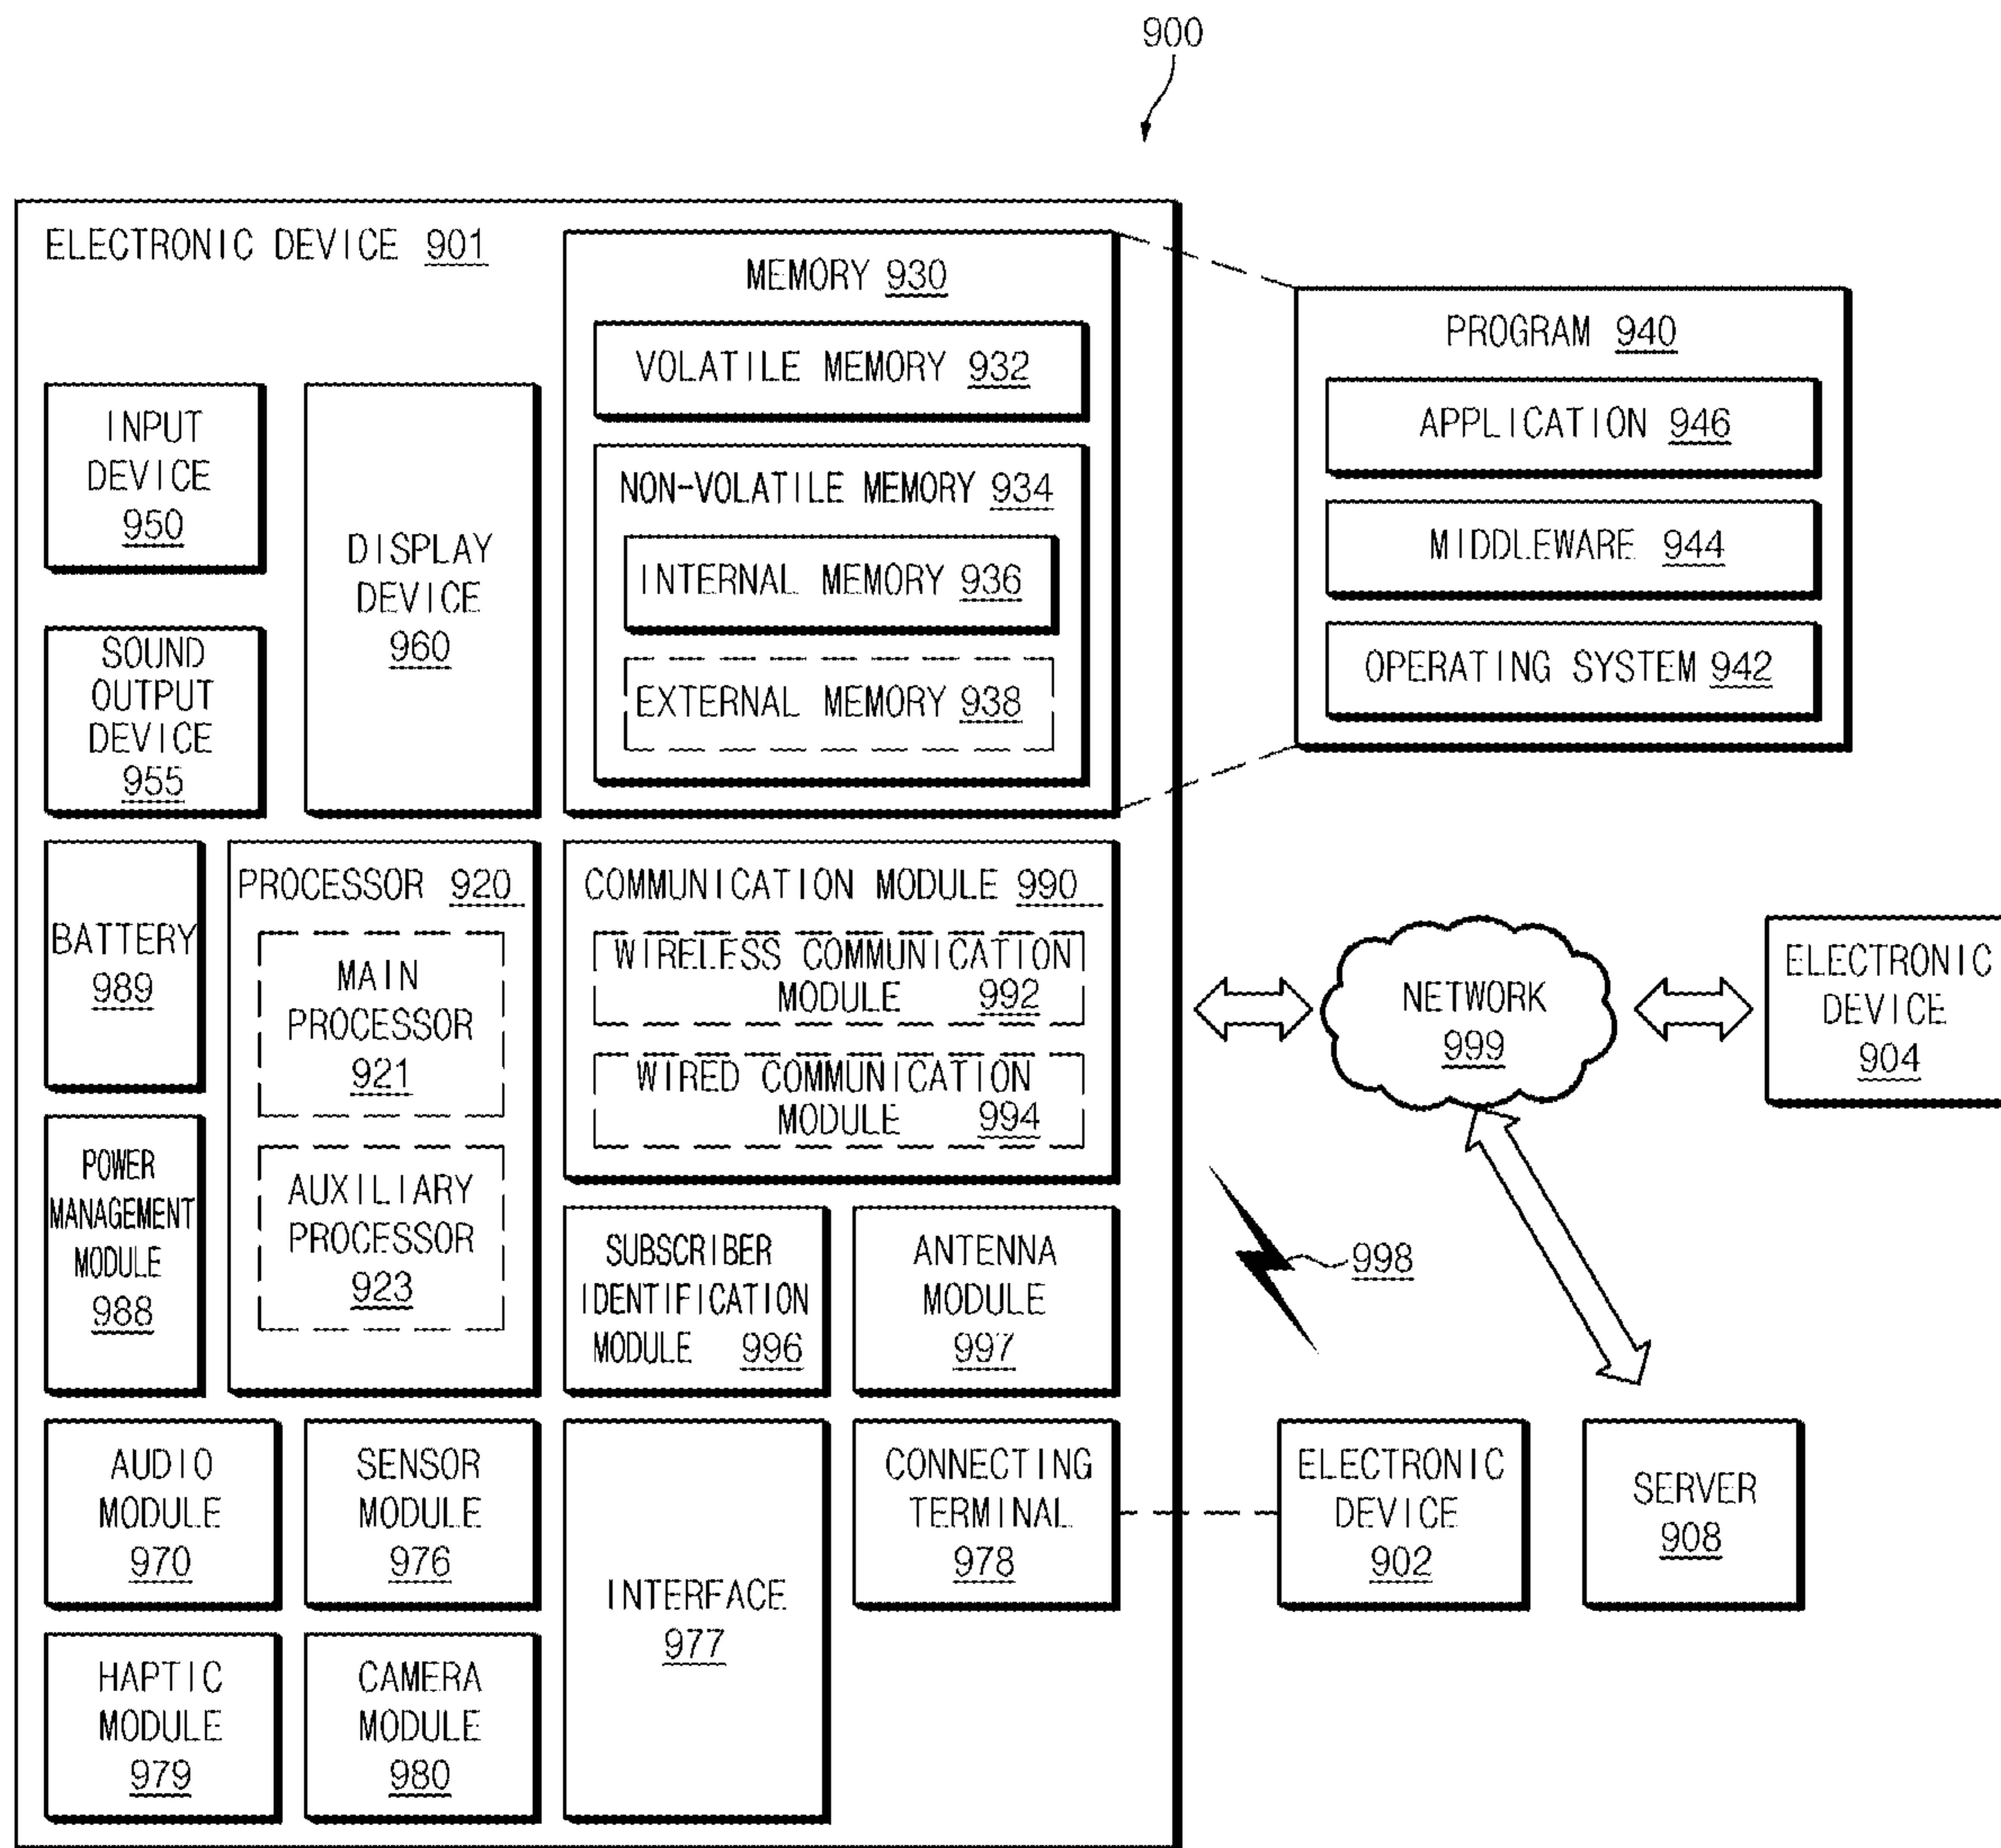 900
ELECTRONIC DEVICE 901
MEMORY 930
VOLATILE MEMORY 932
NON-VOLATILE MEMORY 934
INTERNAL MEMORY 936
EXTERNAL MEMORY 938
PROGRAM 940
APPLICATION 946
MIDDLEWARE 944
OPERATING SYSTEM 942
INPUT
DEVICE
950
SOUND
OUTPUT
DEVICE
955
DISPLAY
DEVICE
960
BATTERY
989
POWER
MANAGEMENT
MODULE
988
PROCESSOR 920
MAIN
PROCESSOR
921
AUXILIARY
PROCESSOR
923
COMMUNICATION MODULE 990
WIRELESS COMMUNICATION
MODULE 992
WIRED COMMUNICATION
MODULE 994
SUBSCRIBER
IDENTIFICATION
MODULE 996
ANTENNA
MODULE
997
NETWORK
999
ELECTRONIC
DEVICE
904
998
AUDIO
MODULE
970
SENSOR
MODULE
976
INTERFACE
977
CONNECTING
TERMINAL
978
ELECTRONIC
DEVICE
902
SERVER
908
HAPTIC
MODULE
979
CAMERA
MODULE
980